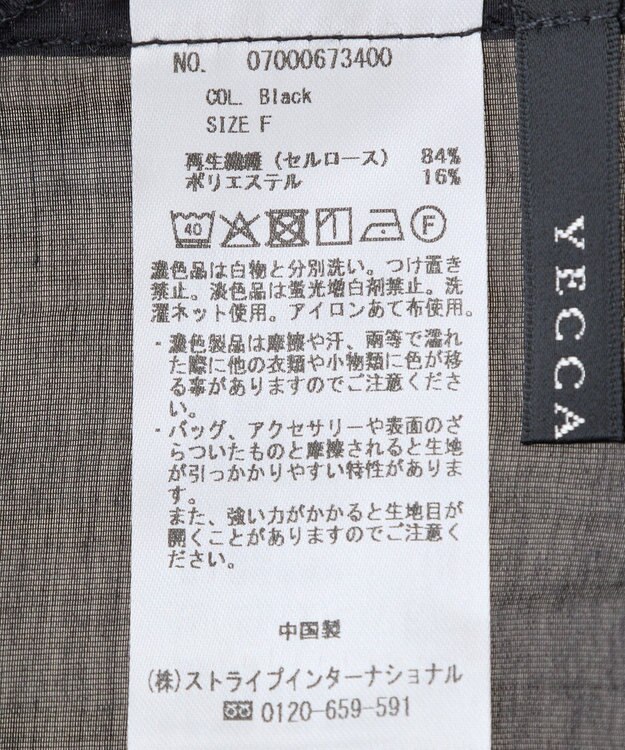 NO. 07000673400
COL. Black
SIZE F
再生繊維（セルロース） 84%
ポリエステル 16%
40
F
濃色品は白物と分別洗い。つけ置き
禁止。淡色品は蛍光増白剤禁止。洗
濯ネット使用。アイロンあて布使用。
・濃色製品は摩擦や汗、雨等で濡れ
た際に他の衣類や小物類に色が移
る事がありますのでご注意くださ
い。
・バッグ、アクセサリーや表面のざ
らついたものと摩擦されると生地
が引っかかりやすい特性がありま
す。
また、強い力がかかると生地目が
開くことがありますのでご注意く
ださい。
中国製
(株)ストライプインターナショナル
0120-659-591
YECCA